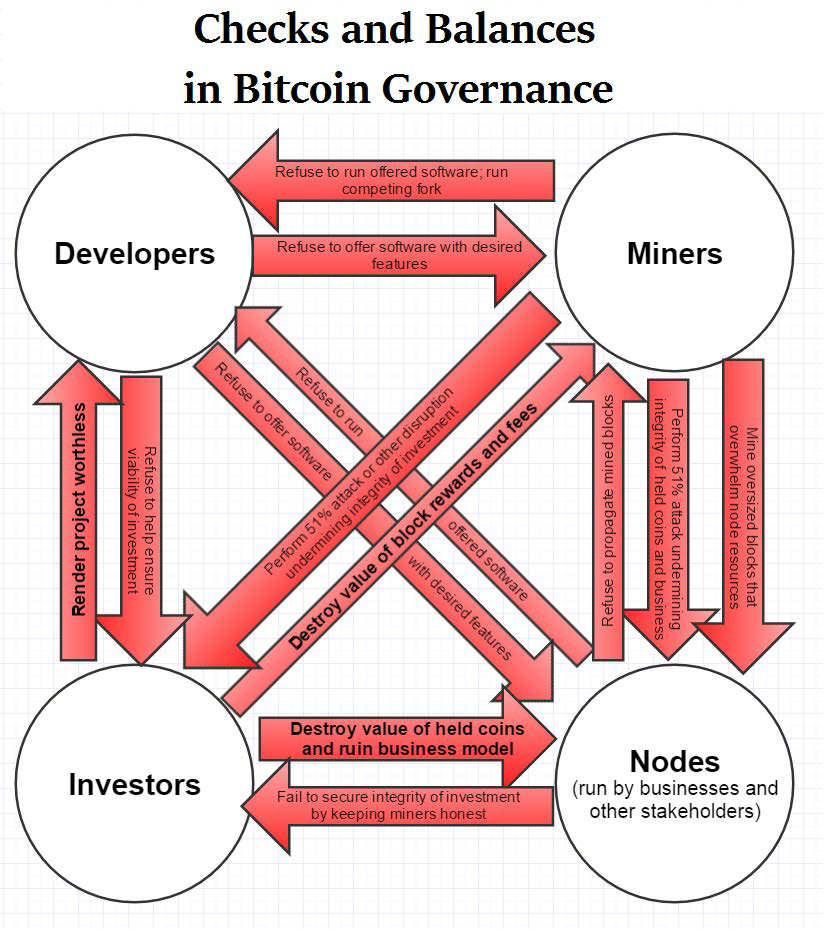 Checks and Balances
in Bitcoin Governance
Developers
Miners
Refuse to run offered software; run
competing fork
Refuse to offer software with desired
features
Render project worthless
Refuse to help ensure
viability of investment
Refuse to offer software
with desired features
Refuse to run
offered software
Perform 51% attack or other disruption
undermining integrity of investment
Destroy value of block rewards and fees
Refuse to propagate mined blocks
Perform 51% attack undermining
integrity of held coins and business
Mine oversized blocks that
overwhelm node resources
Investors
Destroy value of held coins
and ruin business model
Fail to secure integrity of investment
by keeping miners honest
Nodes
(run by businesses and
other stakeholders)